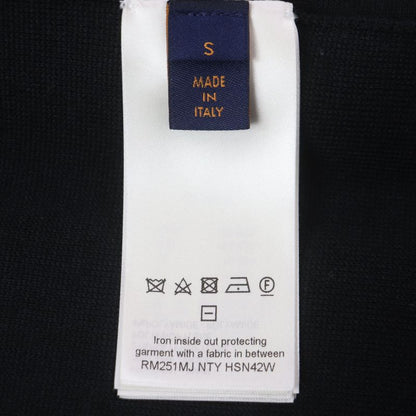 S
MADE
IN
ITALY
F
Iron inside out protecting
garment with a fabric in between
RM251MJ NTY HSN42W